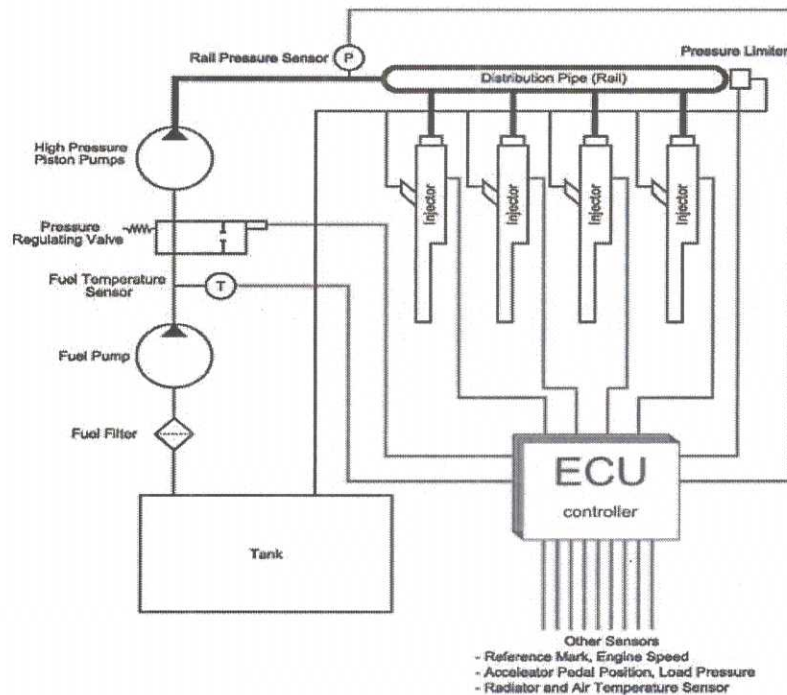 Rail Pressure Sensor
P
Pressure Limiter
Distribution Pipe (Rail)
High Pressure
Piston Pumps
Injector
Injector
Injector
Injector
Pressure
Regulating Valve
Fuel Temperature
Sensor
T
Fuel Pump
Fuel Filter
ECU
controller
Tank
Other Sensors
- Reference Mark, Engine Speed
- Accelerator Pedal Position, Load Pressure
- Radiator and Air Temperature Sensor